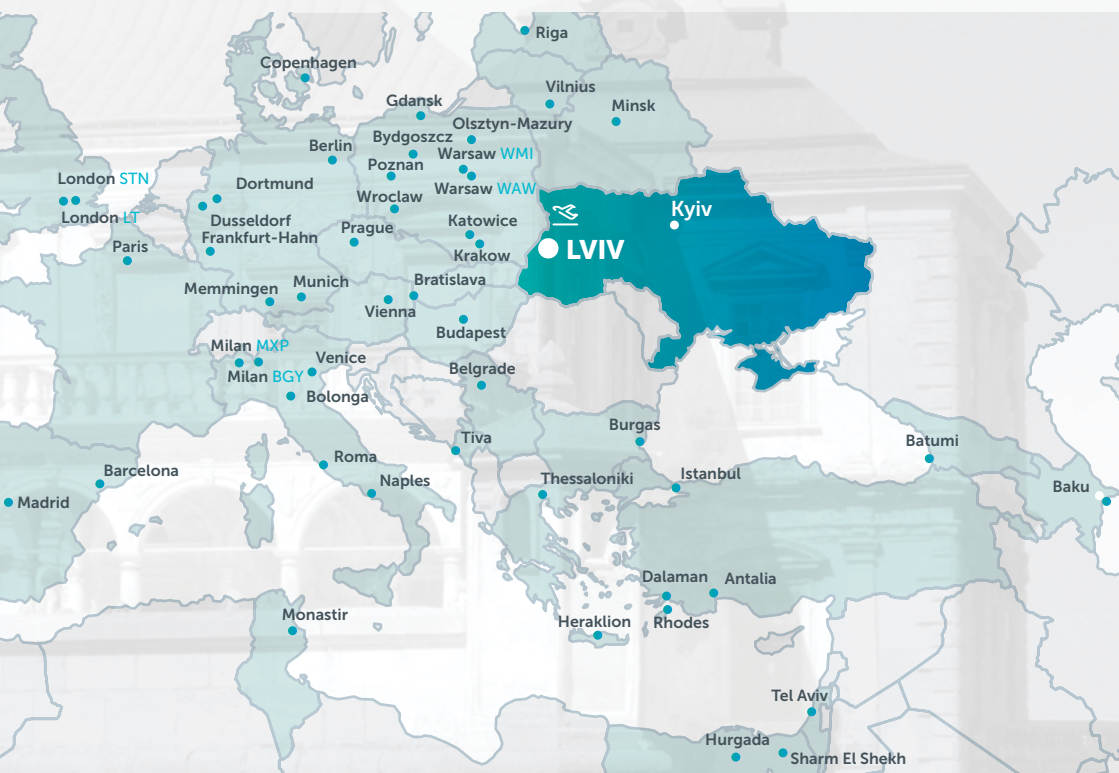 Riga
Copenhagen
Vilnius
Gdansk
Minsk
Olsztyn-Mazury
Bydgoszcz
Berlin
Warsaw WMI
Poznan
London STN
Dortmund
Warsaw WAW
Wroclaw
Kyiv
London LT
Dusseldorf
Katowice
Prague
Frankfurt-Hahn
Paris
LVIV
Krakow
Bratislava
Munich
Memmingen
Vienna
Budapest
Milan MXP
Venice
Belgrade
Milan BGY
Bolonga
Burgas
Tiva
Batumi
Roma
Barcelona
Istanbul
Thessaloniki
Naples
Baku
Madrid
Dalaman
Antalia
Monastir
Heraklion
Rhodes
Tel Aviv
Hurgada
Sharm El Shekh